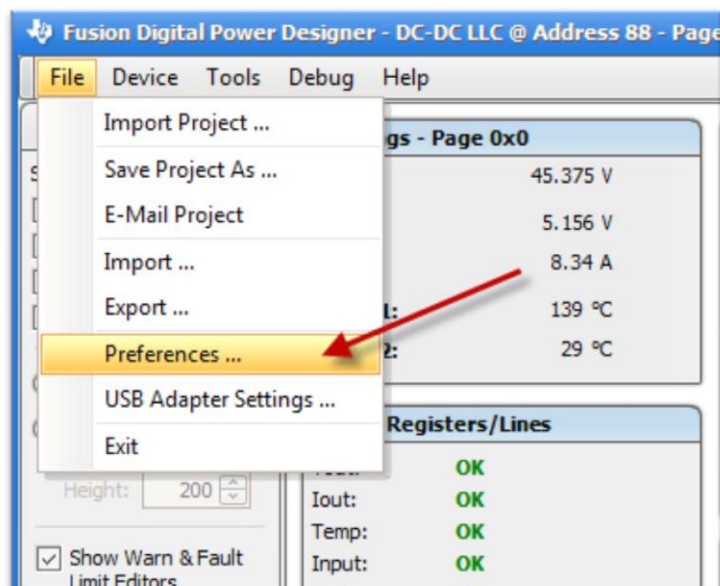 Fusion Digital Power Designer - DC-DC LLC @ Address 88 - Page
File Device Tools Debug Help
Import Project ...
Save Project As ...
E-Mail Project
Import ...
Export ...
Preferences ...
USB Adapter Settings ...
Exit
gs - Page 0x0
45.375 V
5.156 V
8.34 A
1: 139 ºC
2: 29 ºC
Registers/Lines
OK
Iout: OK
Temp: OK
Input: OK
Height: 200
Show Warn & Fault
Limit Editors